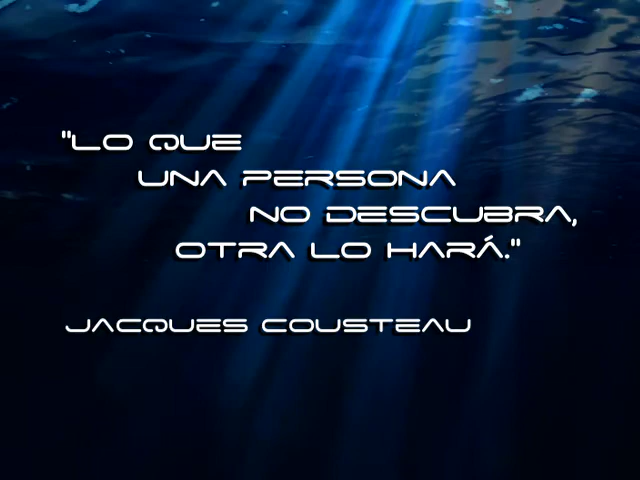 "LO QUE
UNA PERSONA
NO DESCUBRA,
OTRA LO HARÁ."
JACQUES COUSTEAU